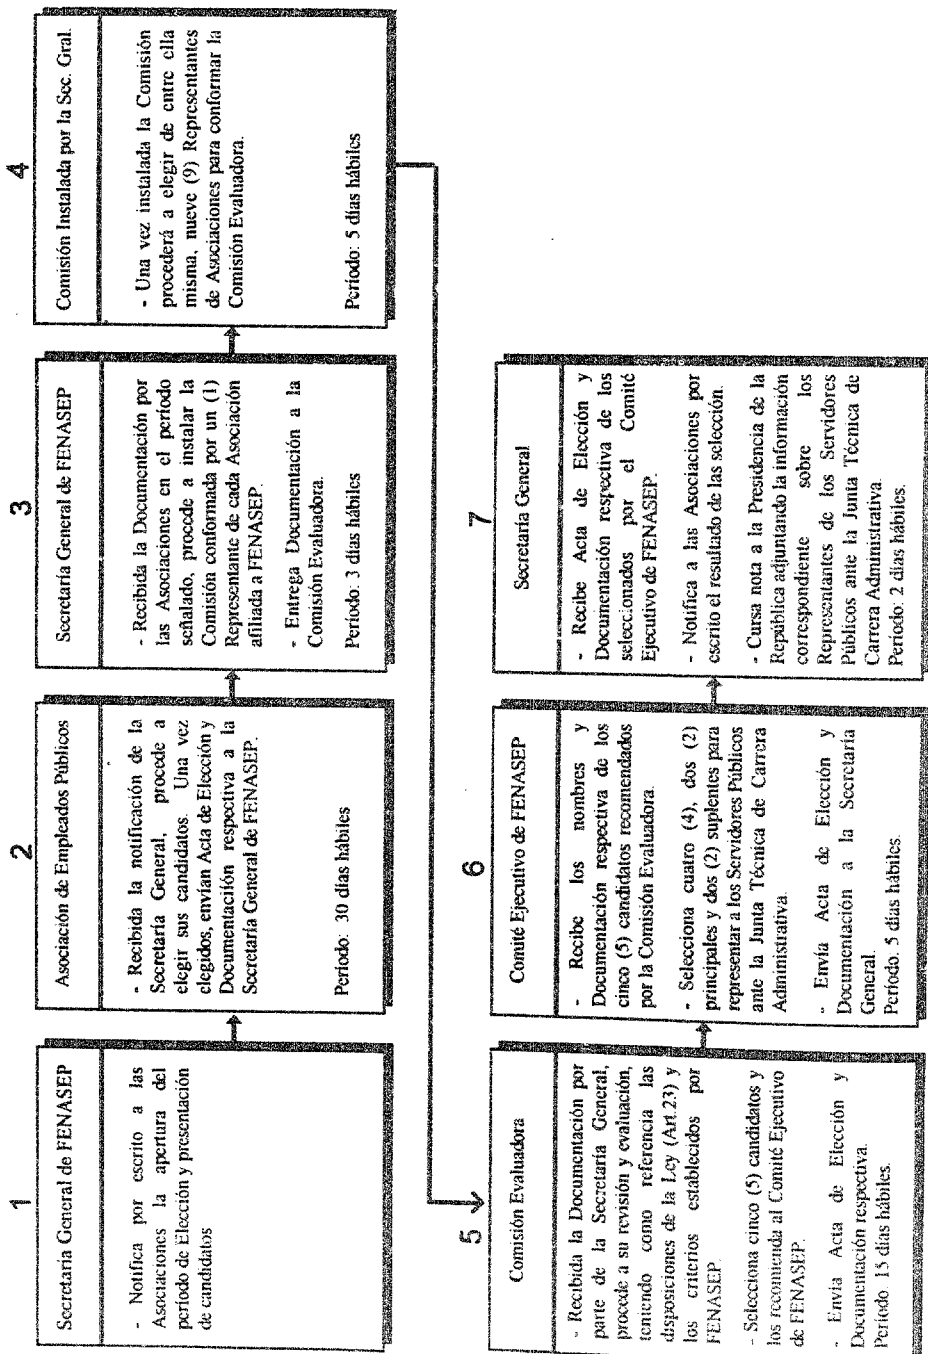 1
Secretaria General de FENASEP
- Notifica por escrito a las
Asociaciones la apertura del
período de Elección y presentación
de candidatos
2
Asociación de Empleados Públicos
- Recibida la notificación de la
Secretaría General, procede a
elegir sus candidatos. Una vez
elegidos, envían Acta de Elección y
Documentación respectiva a la
Secretaría General de FENASEP.
Período: 30 días hábiles
3
Secretaría General de FENASEP
- Recibida la Documentación por
las Asociaciones en el período
señalado, procede a instalar la
Comisión conformada por un (1)
Representante de cada Asociación
afiliada a FENASEP.
- Entrega Documentación a la
Comisión Evaluadora.
Período: 3 días hábiles
4
Comisión Instalada por la Sec. Gral.
- Una vez instalada la Comisión
procederá a elegir de entre ella
misma, nueve (9) Representantes
de Asociaciones para conformar la
Comisión Evaluadora.
Período: 5 días hábiles
5
Comisión Evaluadora
- Recibida la Documentación por
parte de la Secretaría General,
procede a su revisión y evaluación,
teniendo como referencia las
disposiciones de la Ley (Art.23) y
los criterios establecidos por
FENASEP.
- Selecciona cinco (5) candidatos y
los recomienda al Comité Ejecutivo
de FENASEP.
- Envia Acta de Elección y
Documentación respectiva.
Período. 15 días hábiles.
6
Comité Ejecutivo de FENASEP
- Recibe los nombres y
Documentación respectiva de los
cinco (5) candidatos recomendados
por la Comisión Evaluadora.
- Selecciona cuatro (4), dos (2)
principales y dos (2) suplentes para
representar a los Servidores Públicos
ante la Junta Técnica de Carrera
Administrativa.
- Envía Acta de Elección y
Documentación a la Secretaría
General.
Período. 5 días hábiles.
7
Secretaría General
- Recibe Acta de Elección y
Documentación respectiva de los
seleccionados por el Comité
Ejecutivo de FENASEP.
- Notifica a las Asociaciones por
escrito el resultado de las selección.
- Cursa nota a la Presidencia de la
República adjuntando la información
correspondiente sobre los
Representantes de los Servidores
Públicos ante la Junta Técnica de
Carrera Administrativa.
Período: 2 días hábiles.